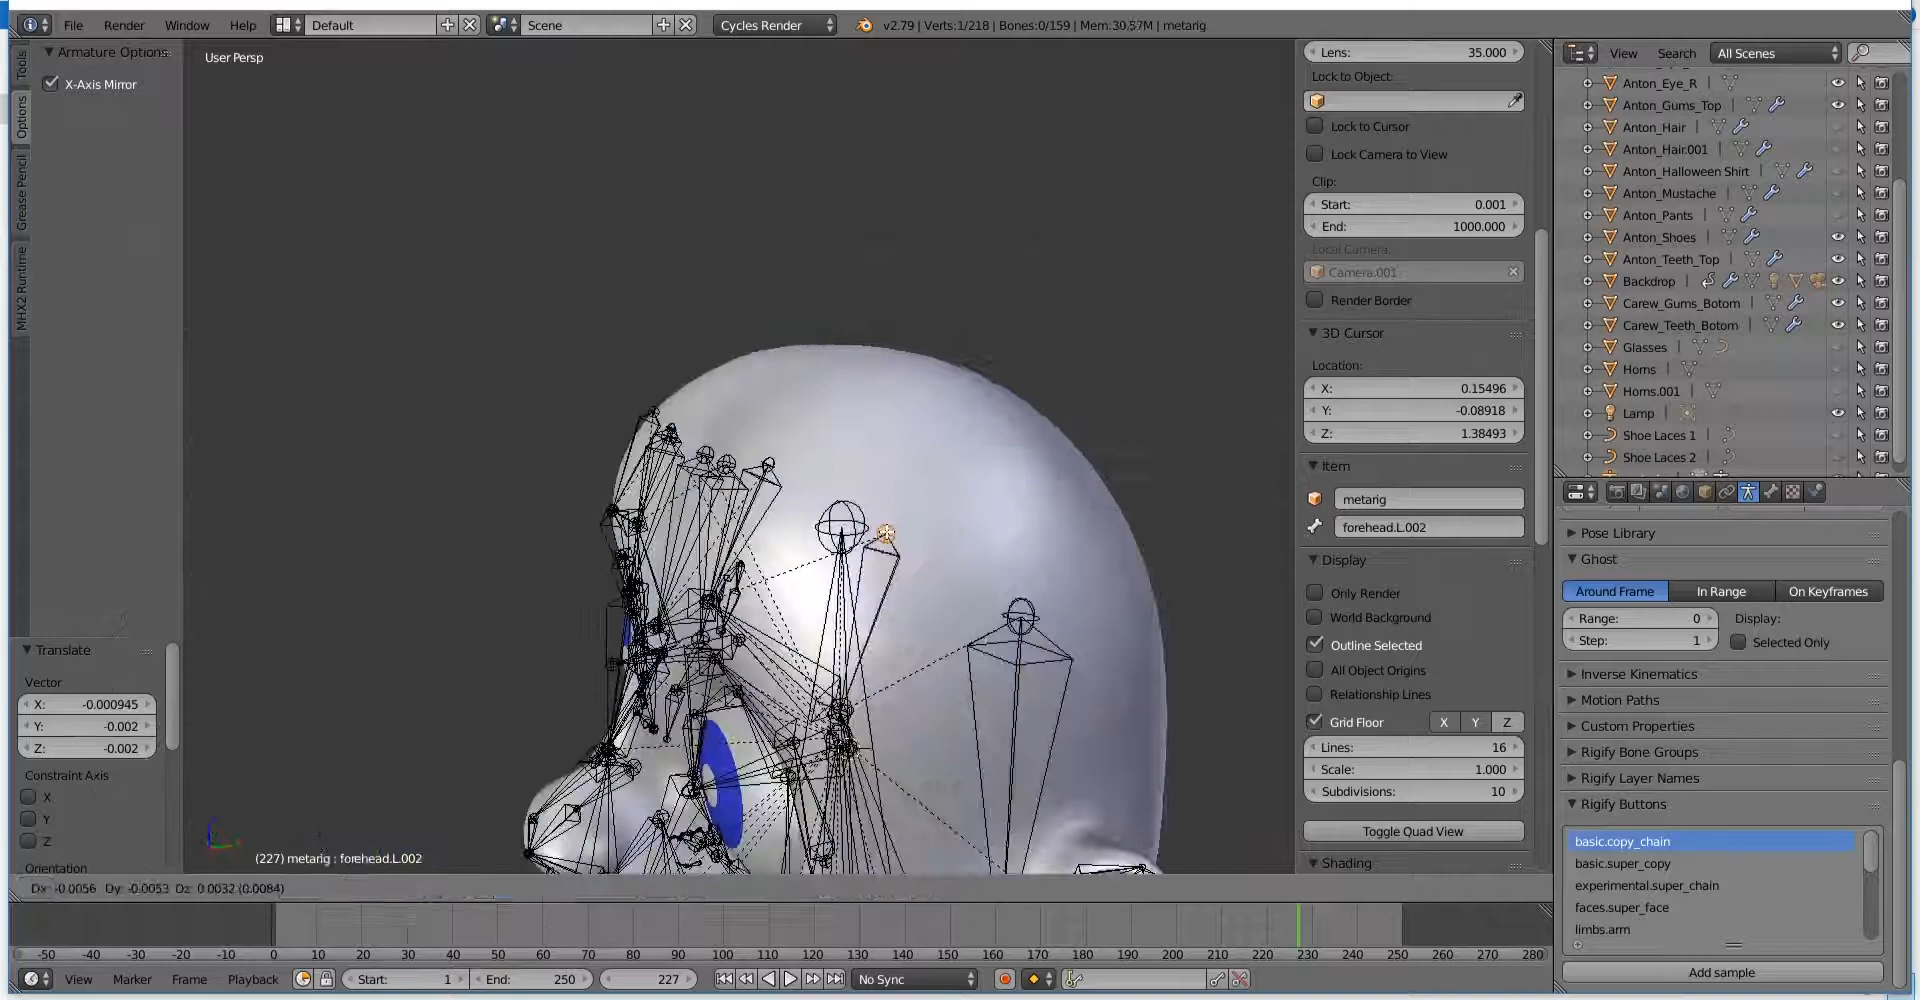 File Render Window Help Default Scene Cycles Render v2.79 | Verts:1/218 | Bones:0/159 | Mem:30.57M | metarig
Tools
Options
Grease Pencil
MHX2 Runtime
Armature Options
X-Axis Mirror
Translate
Vector
X: -0.000945
Y: -0.002
Z: -0.002
Constraint Axis
X
Y
Z
Orientation
User Persp
(227) metarig : forehead.L.002
Dx: -0.0056 Dy: -0.0053 Dz: 0.0032 (0.0084)
Lens: 35.000
Lock to Object:
Lock to Cursor
Lock Camera to View
Clip:
Start: 0.001
End: 1000.000
Local Camera:
Camera.001
Render Border
3D Cursor
Location:
X: 0.15496
Y: -0.08918
Z: 1.38493
Item
metarig
forehead.L.002
Display
Only Render
World Background
Outline Selected
All Object Origins
Relationship Lines
Grid Floor X Y Z
Lines: 16
Scale: 1.000
Subdivisions: 10
Toggle Quad View
Shading
View Search All Scenes
Anton_Eye_R
Anton_Gums_Top
Anton_Hair
Anton_Hair.001
Anton_Halloween Shirt
Anton_Mustache
Anton_Pants
Anton_Shoes
Anton_Teeth_Top
Backdrop
Carew_Gums_Botom
Carew_Teeth_Botom
Glasses
Horns
Horns.001
Lamp
Shoe Laces 1
Shoe Laces 2
Pose Library
Ghost
Around Frame In Range On Keyframes
Range: 0 Display:
Step: 1 Selected Only
Inverse Kinematics
Motion Paths
Custom Properties
Rigify Bone Groups
Rigify Layer Names
Rigify Buttons
basic.copy_chain
basic.super_copy
experimental.super_chain
faces.super_face
limbs.arm
Add sample
-50 -40 -30 -20 -10 0 10 20 30 40 50 60 70 80 90 100 110 120 130 140 150 160 170 180 190 200 210 220 230 240 250 260 270 280
View Marker Frame Playback Start: 1 End: 250 227 No Sync